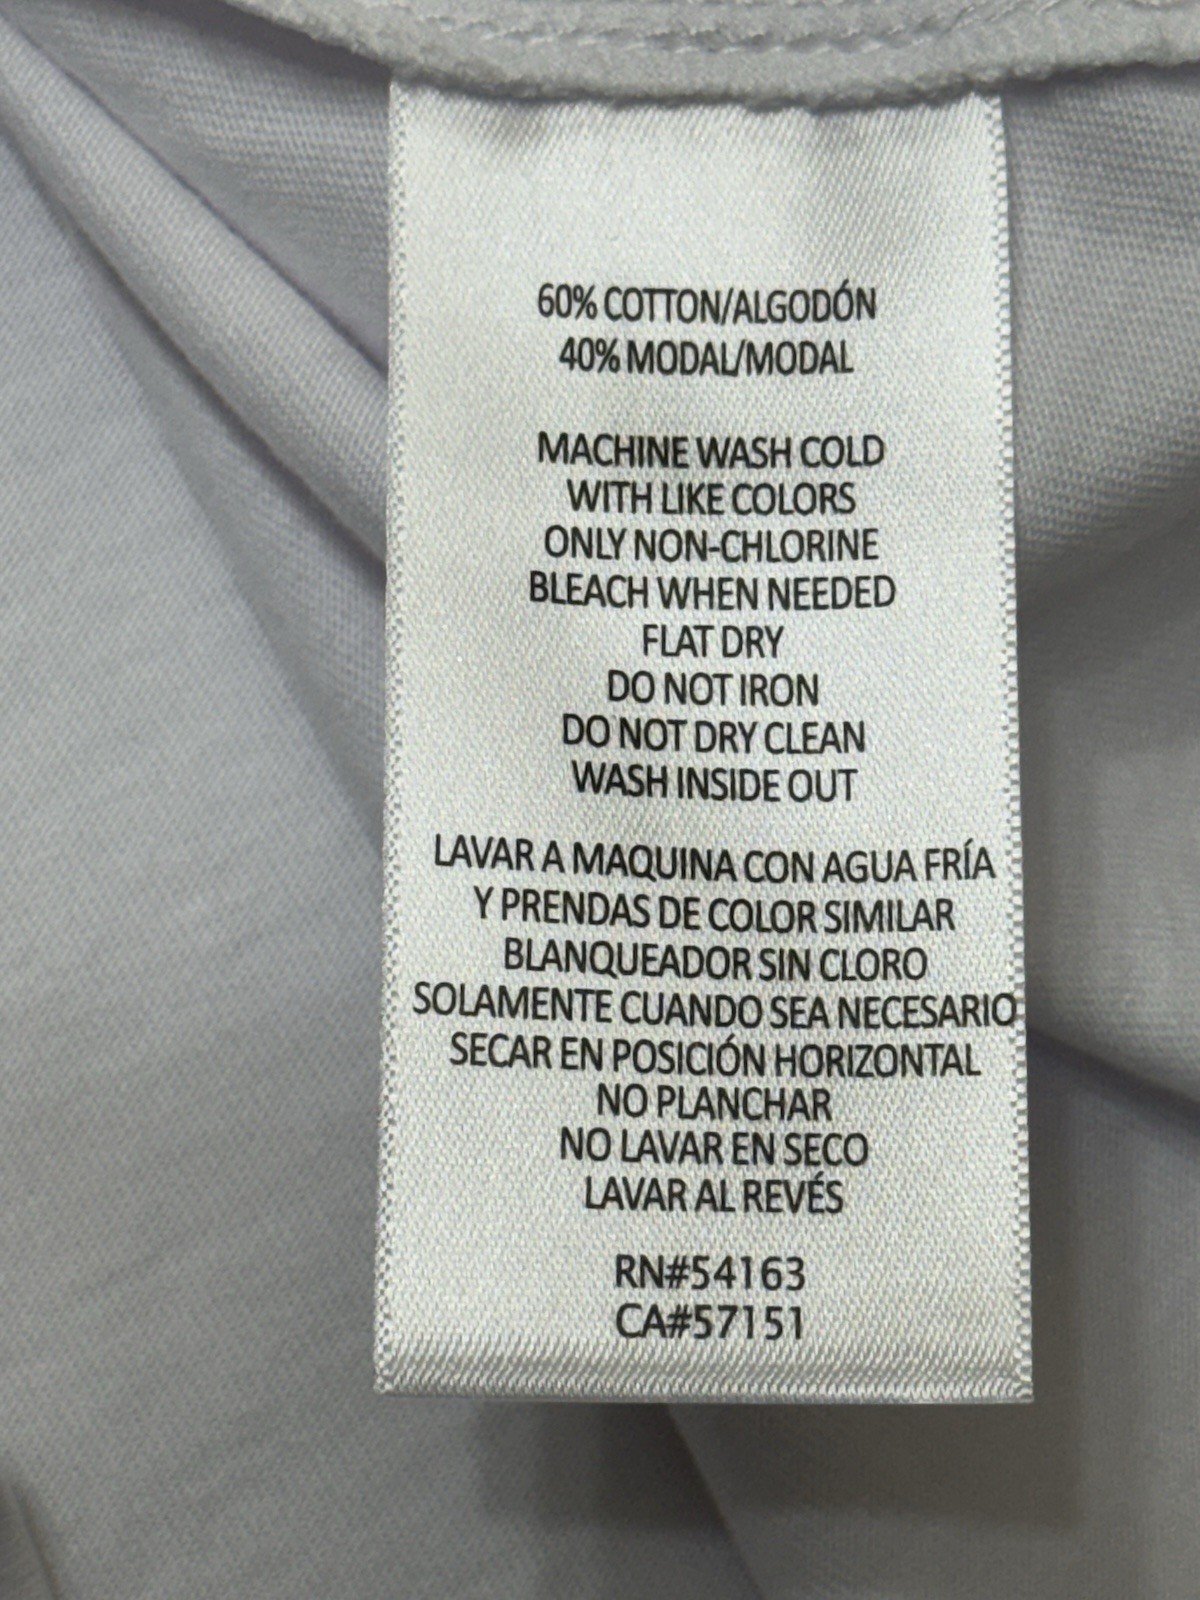 60% COTTON/ALGODÓN
40% MODAL/MODAL
MACHINE WASH COLD
WITH LIKE COLORS
ONLY NON-CHLORINE
BLEACH WHEN NEEDED
FLAT DRY
DO NOT IRON
DO NOT DRY CLEAN
WASH INSIDE OUT
LAVAR A MAQUINA CON AGUA FRÍA
Y PRENDAS DE COLOR SIMILAR
BLANQUEADOR SIN CLORO
SOLAMENTE CUANDO SEA NECESARIO
SECAR EN POSICIÓN HORIZONTAL
NO PLANCHAR
NO LAVAR EN SECO
LAVAR AL REVÉS
RN#54163
CA#57151